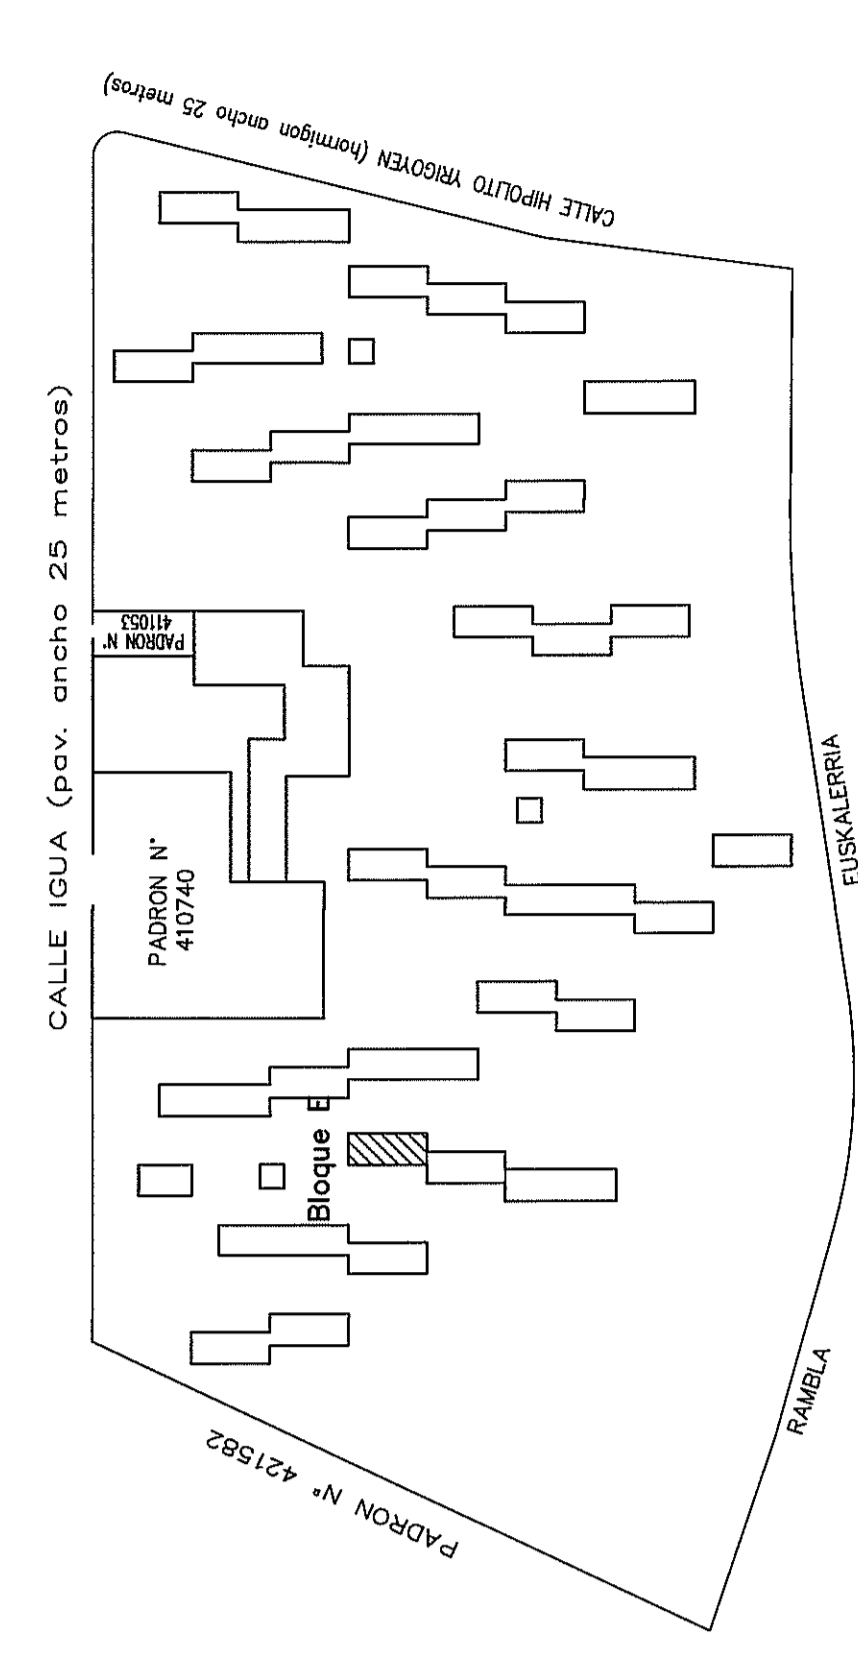 CALLE HIPOLITO YRIGOYEN (hormigon ancho 25 metros)
CALLE IGUA (pav. ancho 25 metros)
PADRON N°
411053
PADRON N°
410740
Bloque E
EUSKALERRIA
RAMBLA
PADRON N° 421582